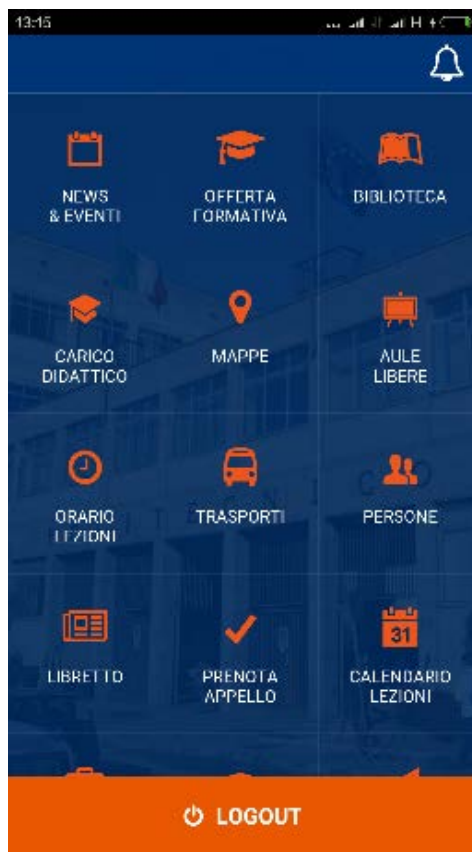 13:15
H
NEWS
& EVENTI
OFFERTA
FORMATIVA
BIBLIOTECA
CARICO
DIDATTICO
MAPPE
AULE
LIBERE
ORARIO
LEZIONI
TRASPORTI
PERSONE
LIBRETTO
PRENOTA
APPELLO
31
CALENDARIO
LEZIONI
LOGOUT